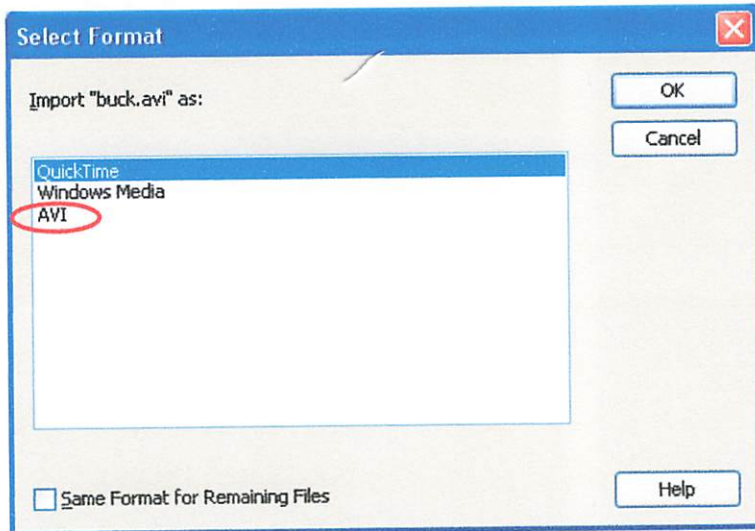 Select Format
Import "buck.avi" as:
OK
Cancel
QuickTime
Windows Media
AVI
Same Format for Remaining Files
Help